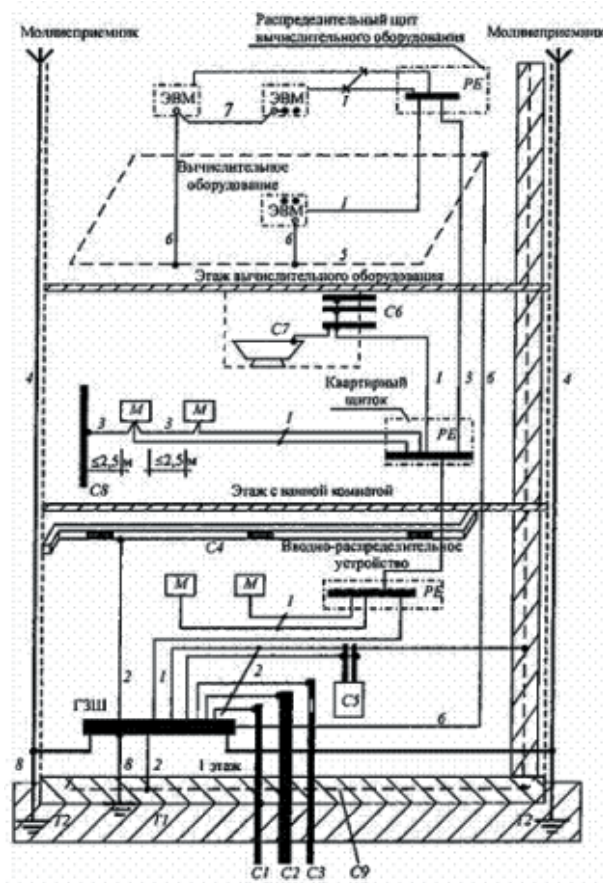 Распределительный щит
вычислительного оборудования
Молниеприемник
Молниеприемник
ЭВМ
7
ЭВМ
1
РЕ
Вычислительное
оборудование
ЭВМ
1
6
6
5
Этаж вычислительного оборудования
С6
С7
4
1
3
6
4
Квартирный
щиток
М
М
3
3
1
РЕ
≤2,5 м
≤2,5 м
С8
Этаж с ванной комнатой
С4
Вводно-распределительное
устройство
М
М
1
РЕ
2
1
2
С5
ГЗШ
6
8
8
2
1 этаж
Т2
Т1
Т2
С1
С2
С3
С9